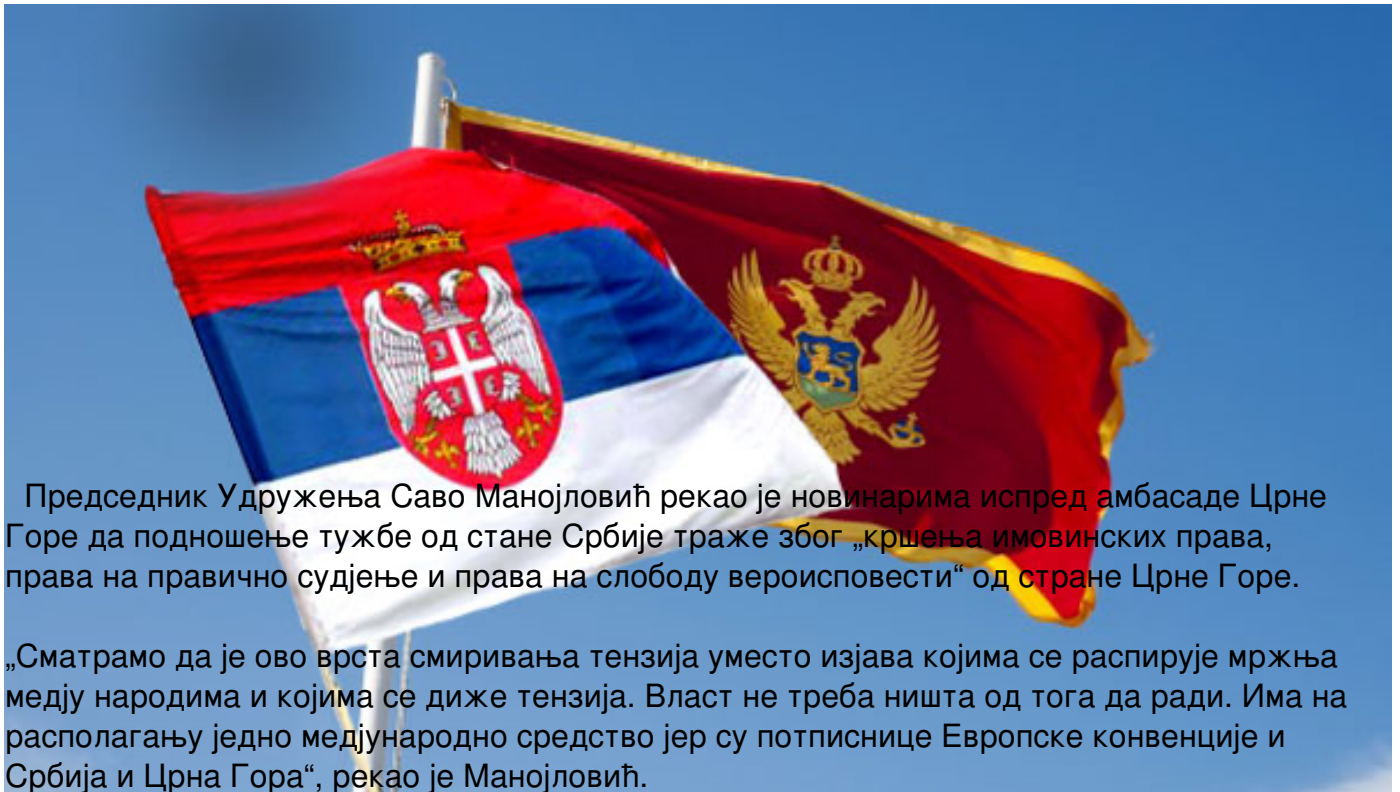 Председник Удружења Саво Манојловић рекао је новинарима испред амбасаде Црне
Горе да подношење тужбе од стане Србије траже због „кршења имовинских права,
права на правично судјење и права на слободу вероисповести“ од стране Црне Горе.
„Сматрамо да је ово врста смиривања тензија уместо изјава којима се распирује мржња
медју народима и којима се диже тензија. Власт не треба ништа од тога да ради. Има на
располагању једно медјународно средство јер су потписнице Европске конвенције и
Србија и Црна Гора“, рекао је Манојловић.